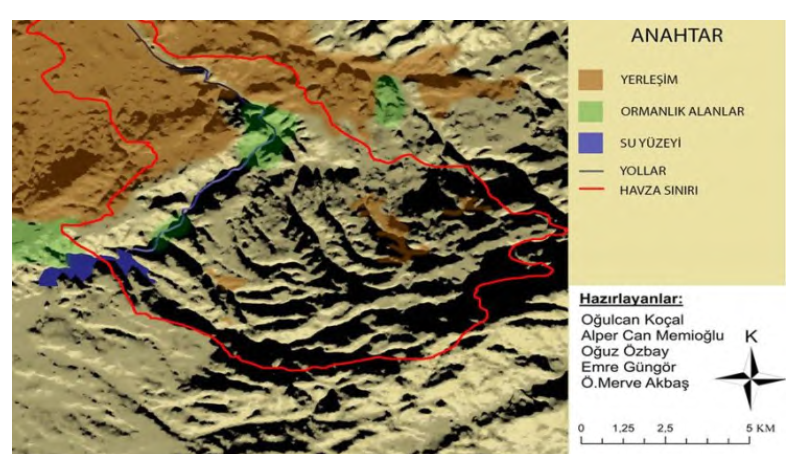 ANAHTAR
YERLEŞİM
ORMANLIK ALANLAR
SU YÜZEYİ
YOLLAR
HAVZA SINIRI
Hazırlayanlar:
Oğulcan Koçal
Alper Can Memioğlu
Oğuz Özbay
Emre Güngör
Ö.Merve Akbaş
K
0 1,25 2,5 5 KM